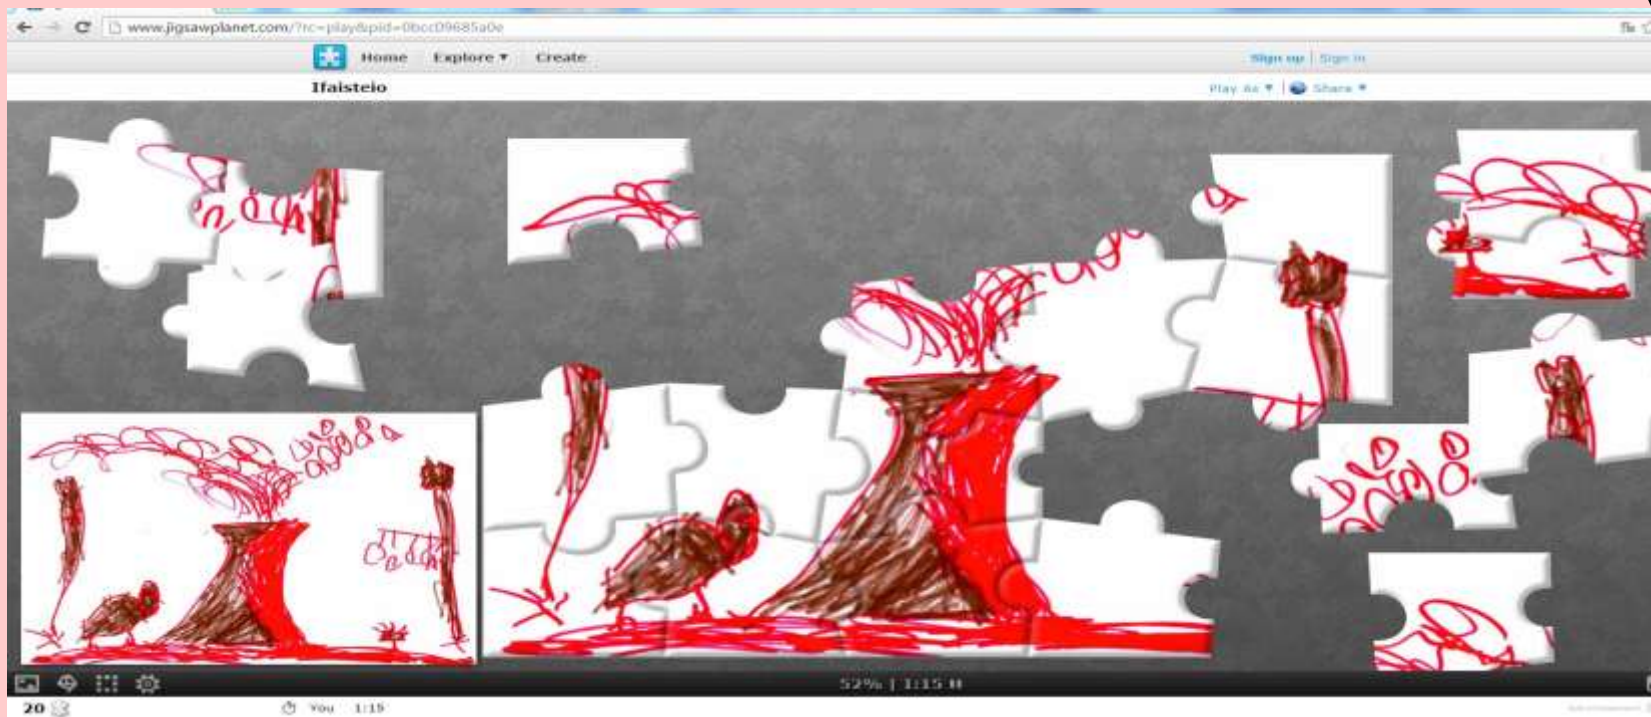 www.jigsawplanet.com/?rc=play&pid=0bcc09685a0e
Home Explore Create Sign up Sign in
Ifaisteio Play As Share
52% | 1:15
20 You 1:15